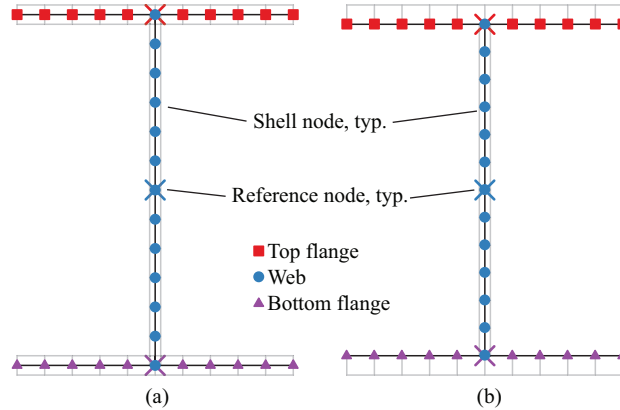 Shell node, typ.
Reference node, typ.
Top flange
Web
Bottom flange
(a)
(b)